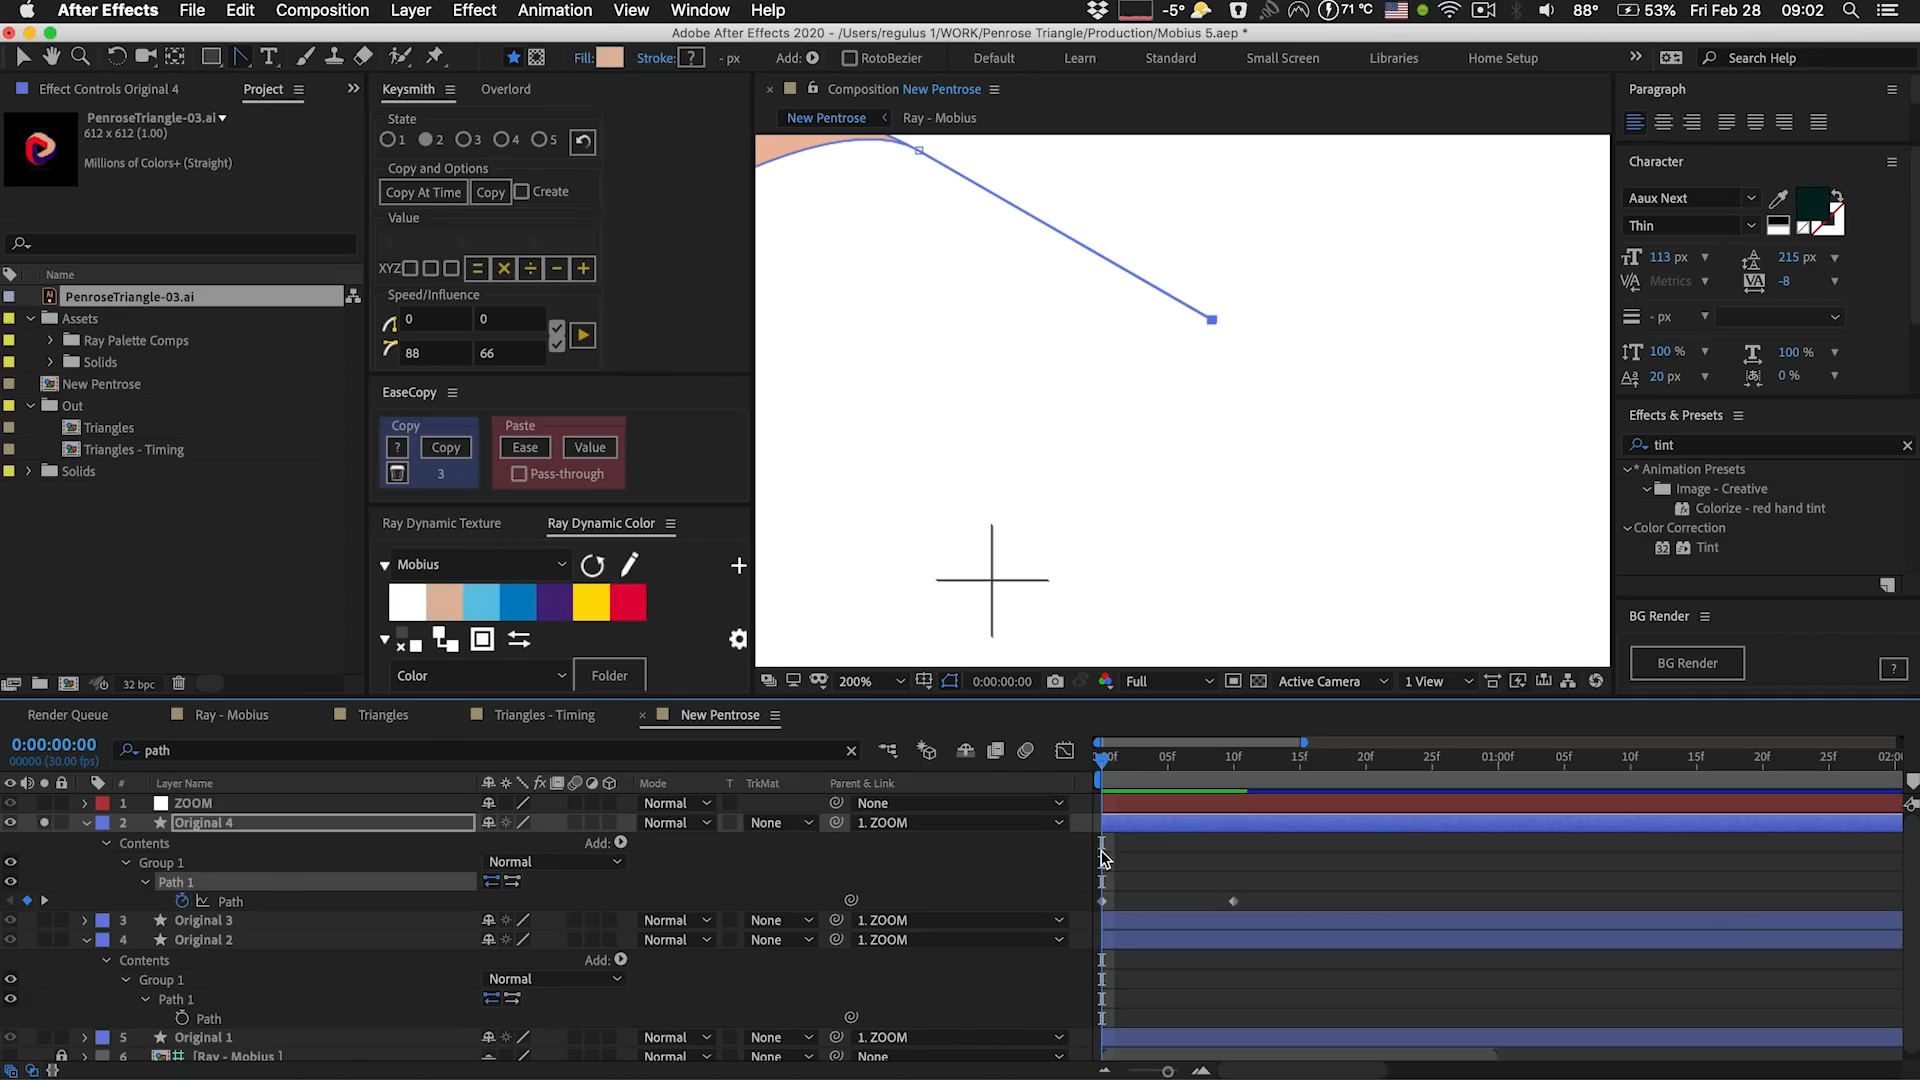 After Effects File Edit Composition Layer Effect Animation View Window Help -5° 71 °C 88° 53% Fri Feb 28 09:02
Adobe After Effects 2020 - /Users/regulus 1/WORK/Penrose Triangle/Production/Mobius 5.aep *
Fill: Stroke: ? - px Add: RotoBezier Default Learn Standard Small Screen Libraries Home Setup Search Help
Effect Controls Original 4 Project
PenroseTriangle-03.ai
612 x 612 (1.00)
Millions of Colors+ (Straight)
Name
PenroseTriangle-03.ai
Assets
Ray Palette Comps
Solids
New Pentrose
Out
Triangles
Triangles - Timing
Solids
32 bpc
Keysmith Overlord
State
1 2 3 4 5
Copy and Options
Copy At Time Copy Create
Value
XYZ
Speed/Influence
0 0
88 66
EaseCopy
Copy Paste
? Copy Ease Value
3 Pass-through
Ray Dynamic Texture Ray Dynamic Color
Mobius
Color Folder
Composition New Pentrose
New Pentrose Ray - Mobius
200% 0:00:00:00 Full Active Camera 1 View
Paragraph
Character
Aaux Next
Thin
113 px 215 px
Metrics -8
- px
100 % 100 %
20 px 0 %
Effects & Presets
tint
* Animation Presets
Image - Creative
Colorize - red hand tint
Color Correction
32 Tint
BG Render
BG Render ?
Render Queue Ray - Mobius Triangles Triangles - Timing New Pentrose
0:00:00:00
00000 (30.00 fps)
path
:00f 05f 10f 15f 20f 25f 01:00f 05f 10f 15f 20f 25f 02:00
# Layer Name Mode T TrkMat Parent & Link
1 ZOOM Normal None
2 Original 4 Normal None 1. ZOOM
Contents Add:
Group 1 Normal
Path 1
Path
3 Original 3 Normal None 1. ZOOM
4 Original 2 Normal None 1. ZOOM
Contents Add:
Group 1 Normal
Path 1
Path
5 Original 1 Normal None 1. ZOOM
6 [Ray - Mobius ] Normal None None